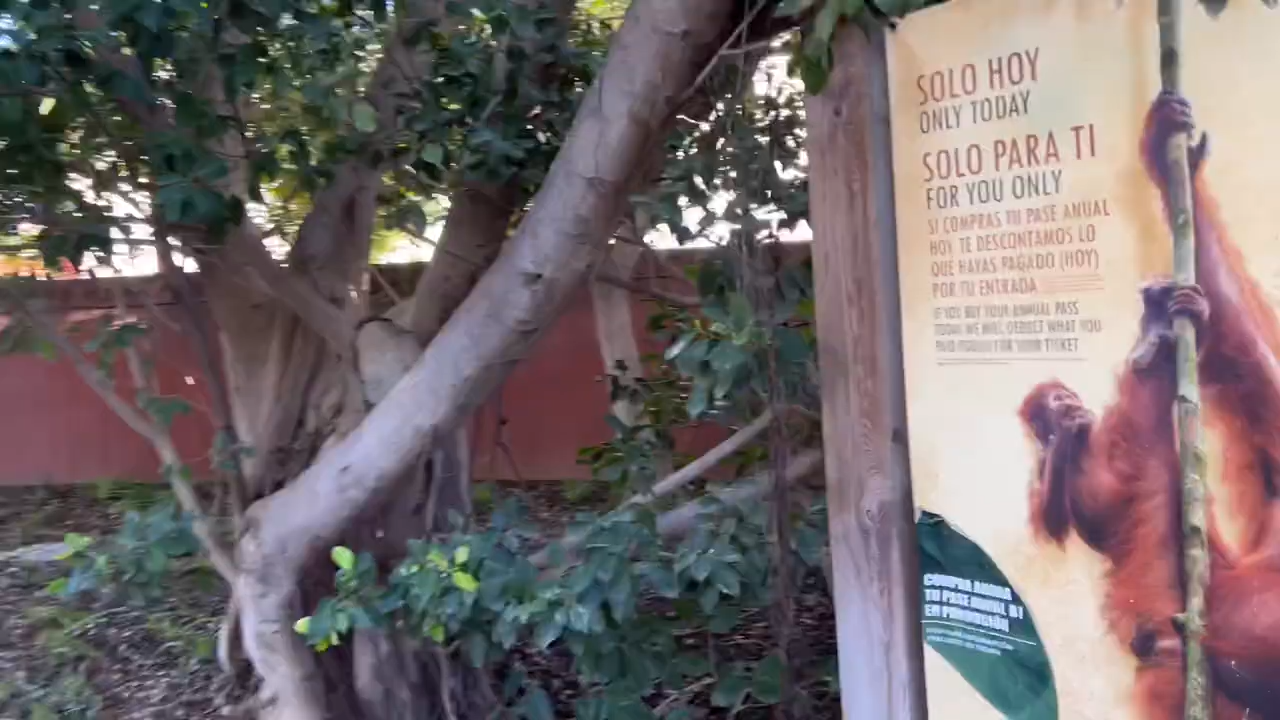 SOLO HOY
ONLY TODAY
SOLO PARA TI
FOR YOU ONLY
SI COMPRAS TU PASE ANUAL
HOY TE DESCONTAMOS LO
QUE HAYAS PAGADO (HOY)
POR TU ENTRADA
IF YOU BUY YOUR ANNUAL PASS
TODAY WE WILL DEDUCT WHAT YOU
PAID TODAY FOR YOUR TICKET
COMPRA AHORA
TU PASE ANUAL
EN PROMOCIÓN